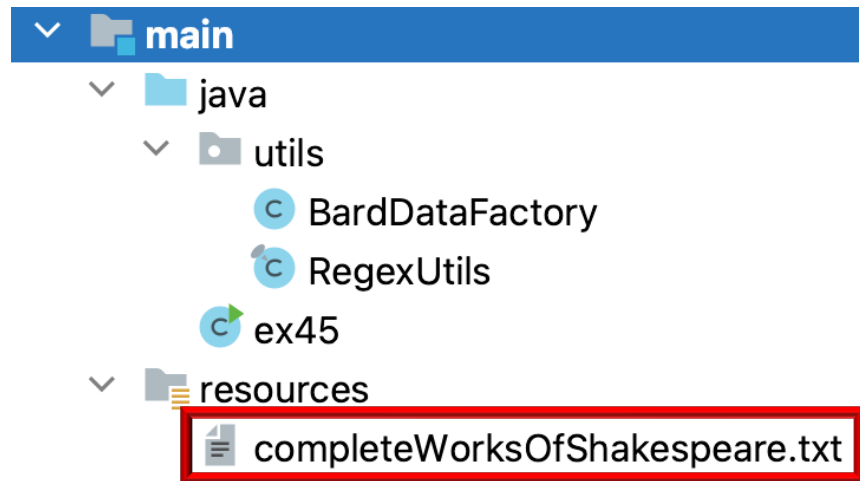 main
java
utils
C BardDataFactory
C RegexUtils
C ex45
resources
completeWorksOfShakespeare.txt